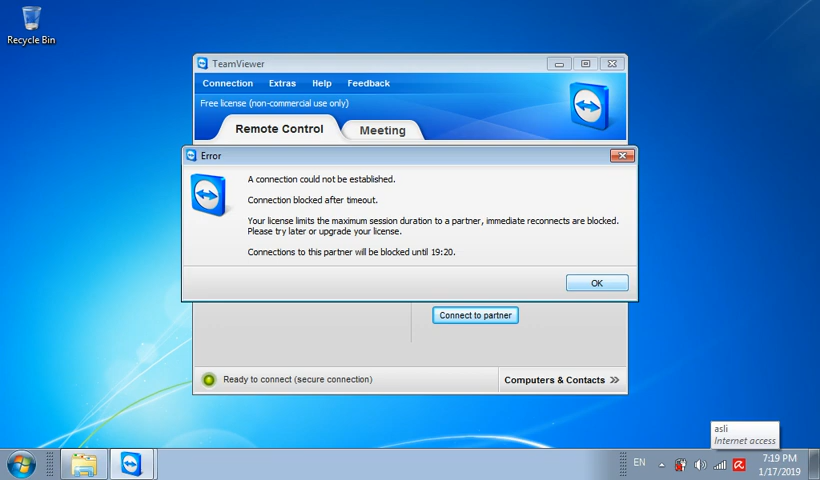 Recycle Bin
TeamViewer
Connection Extras Help Feedback
Free license (non-commercial use only)
Remote Control Meeting
Error
A connection could not be established.
Connection blocked after timeout.
Your license limits the maximum session duration to a partner, immediate reconnects are blocked.
Please try later or upgrade your license.
Connections to this partner will be blocked until 19:20.
OK
Connect to partner
Ready to connect (secure connection)
Computers & Contacts >>
asli
Internet access
EN
7:19 PM
1/17/2019